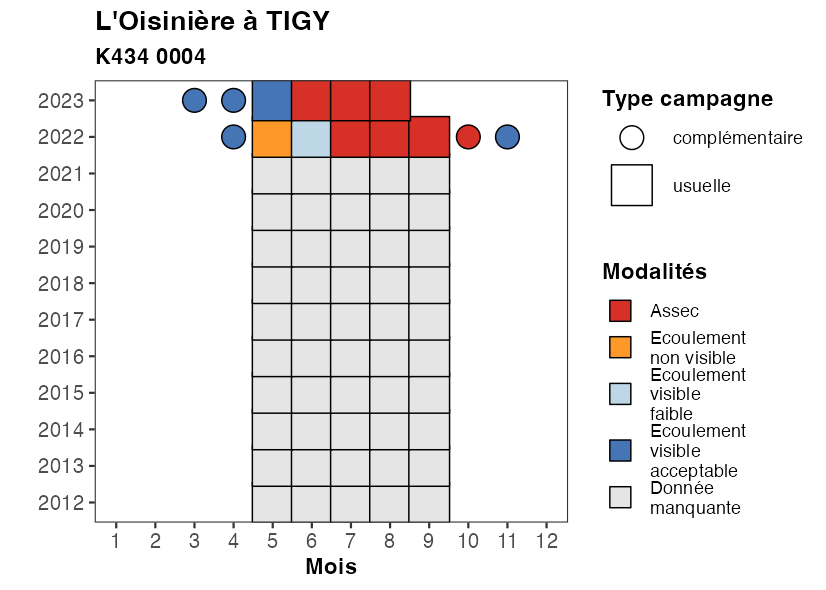 L'Oisinière à TIGY
K434 0004
2023
2022
2021
2020
2019
2018
2017
2016
2015
2014
2013
2012
1 2 3 4 5 6 7 8 9 10 11 12
Mois
Type campagne
complémentaire
usuelle
Modalités
Assec
Ecoulement
non visible
Ecoulement
visible
faible
Ecoulement
visible
acceptable
Donnée
manquante